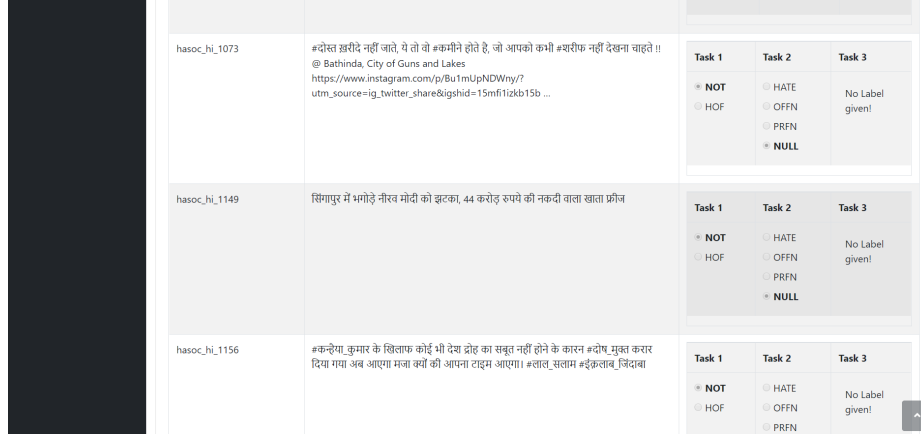 hasoc_hi_1073
#दोस्त ख़रीदे नहीं जाते, ये तो वो #कमीने होते है, जो आपको कभी #शरीफ नहीं देखना चाहते !!
@ Bathinda, City of Guns and Lakes
https://www.instagram.com/p/Bu1mUpNDWny/?
utm_source=ig_twitter_share&igshid=15mfi1izkb15b ...
Task 1 Task 2 Task 3
NOT HATE No Label
HOF OFFN given!
PRFN
NULL
hasoc_hi_1149
सिंगापुर में भगोड़े नीरव मोदी को झटका, 44 करोड़ रुपये की नकदी वाला खाता फ्रीज
Task 1 Task 2 Task 3
NOT HATE No Label
HOF OFFN given!
PRFN
NULL
hasoc_hi_1156
#कन्हैया_कुमार के खिलाफ कोई भी देश द्रोह का सबूत नहीं होने के कारन #दोष_मुक्त करार
दिया गया अब आएगा मजा क्यों की आपना टाइम आएगा। #लाल_सलाम #इंक़लाब_जिंदाबा
Task 1 Task 2 Task 3
NOT HATE No Label
HOF OFFN given!
PRFN